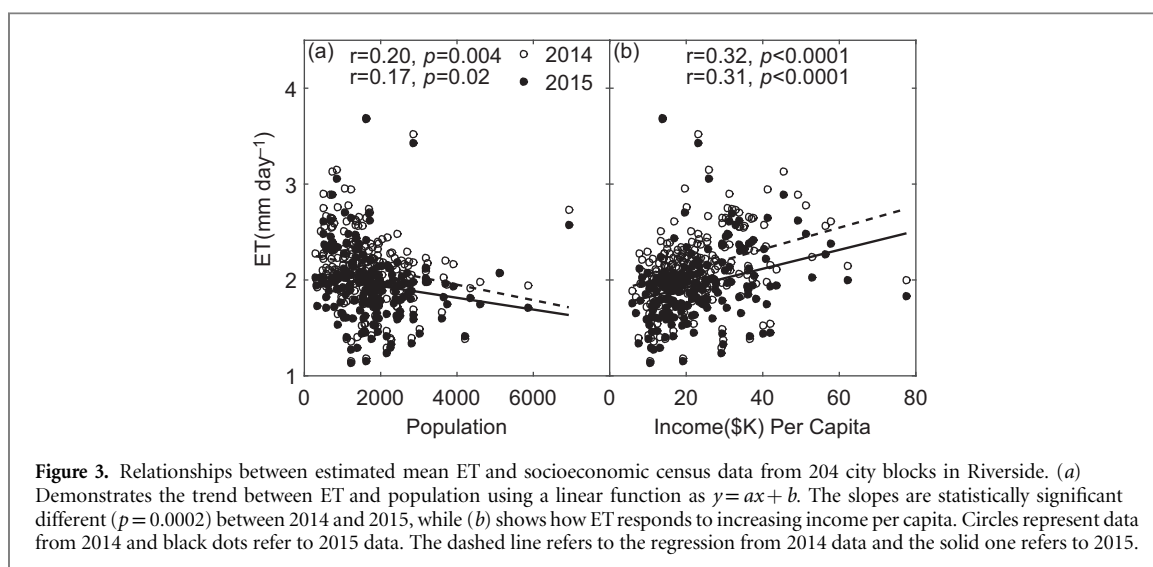 (a)
r=0.20, p=0.004
r=0.17, p=0.02
2014
2015
(b)
r=0.32, p<0.0001
r=0.31, p<0.0001
ET(mm day⁻¹)
4
3
2
1
0
2000
4000
6000
Population
0
20
40
60
80
Income($K) Per Capita
Figure 3. Relationships between estimated mean ET and socioeconomic census data from 204 city blocks in Riverside. (a)
Demonstrates the trend between ET and population using a linear function as y = ax + b. The slopes are statistically significant
different (p = 0.0002) between 2014 and 2015, while (b) shows how ET responds to increasing income per capita. Circles represent data
from 2014 and black dots refer to 2015 data. The dashed line refers to the regression from 2014 data and the solid one refers to 2015.